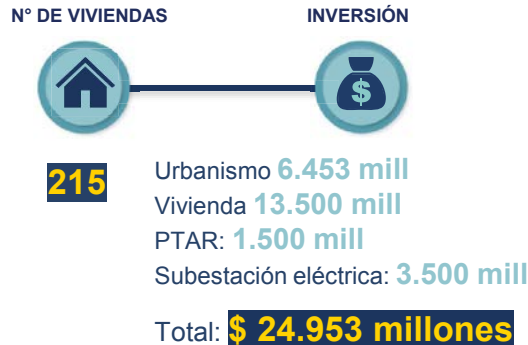 N° DE VIVIENDAS
INVERSIÓN
$
215
Urbanismo 6.453 mill
Vivienda 13.500 mill
PTAR: 1.500 mill
Subestación eléctrica: 3.500 mill
Total: $ 24.953 millones